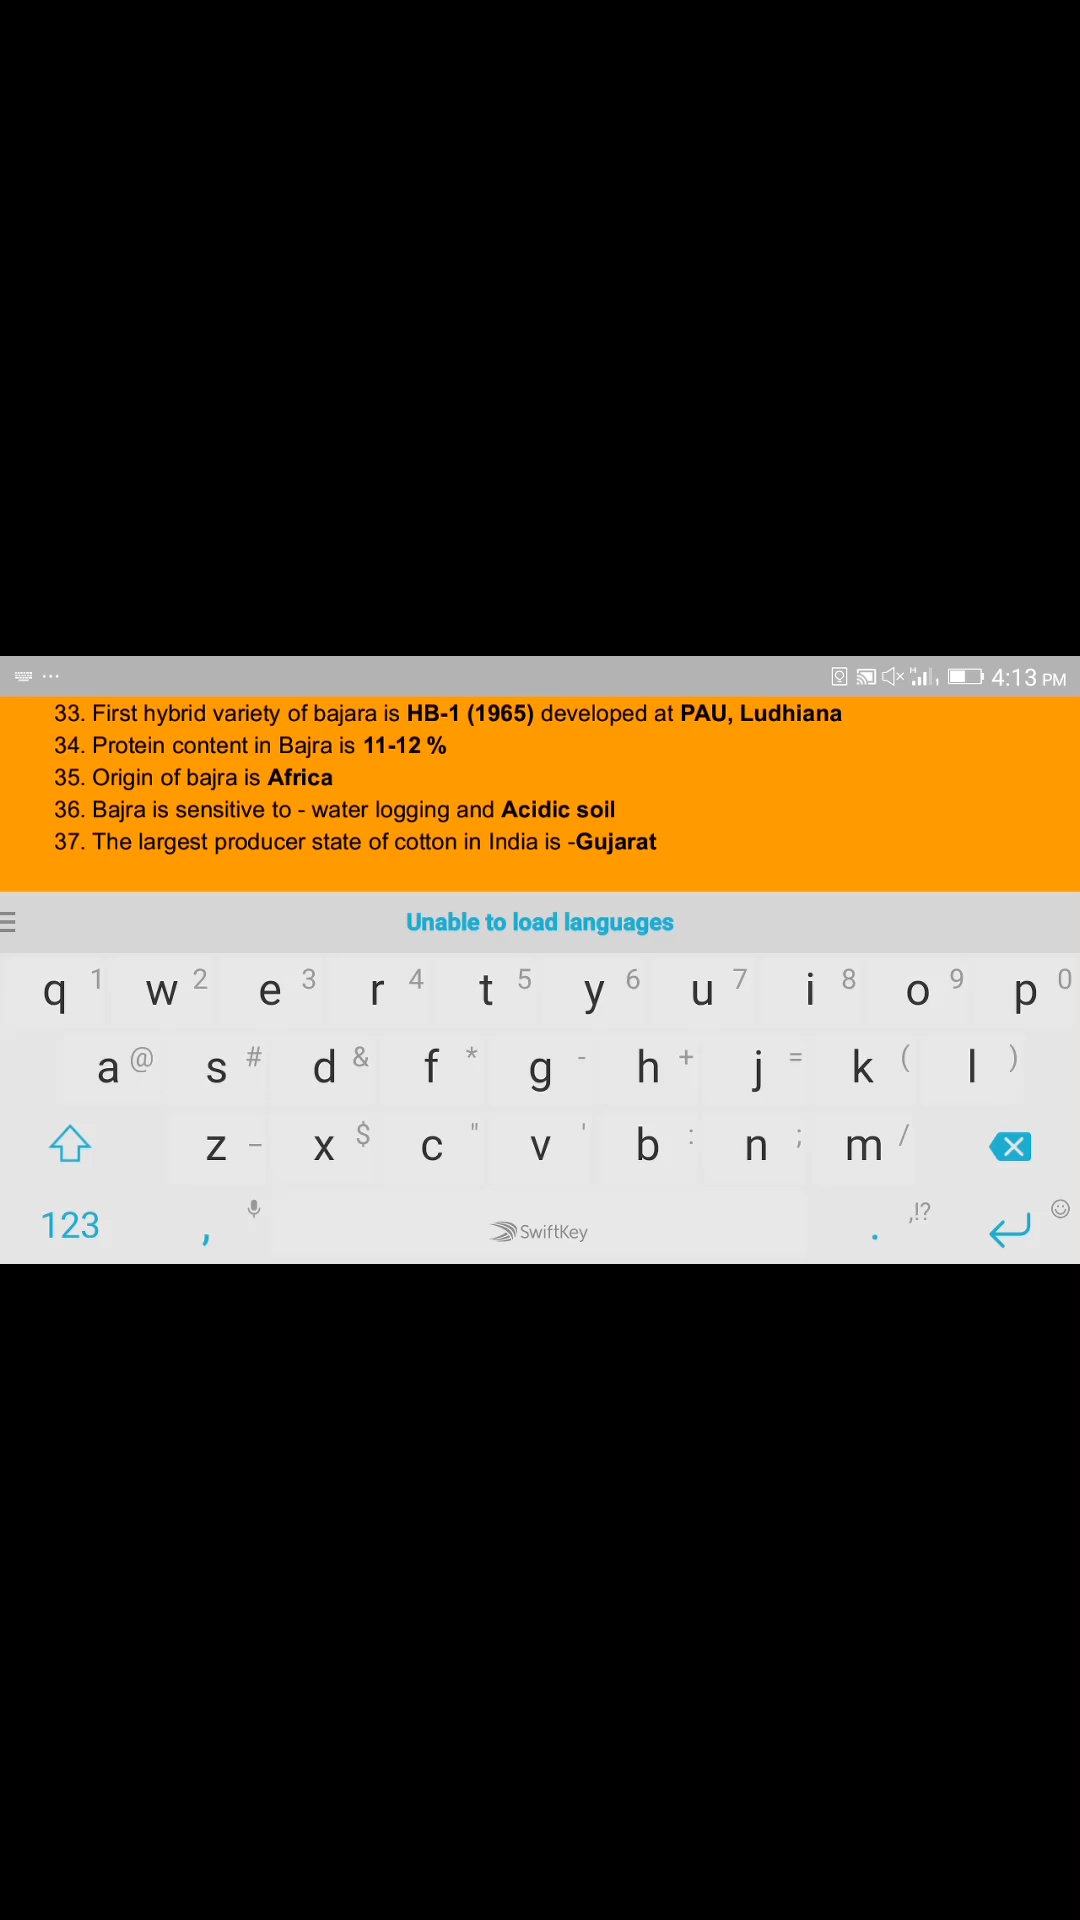 4:13 PM
33. First hybrid variety of bajara is HB-1 (1965) developed at PAU, Ludhiana
34. Protein content in Bajra is 11-12 %
35. Origin of bajra is Africa
36. Bajra is sensitive to - water logging and Acidic soil
37. The largest producer state of cotton in India is -Gujarat
Unable to load languages
q 1 w 2 e 3 r 4 t 5 y 6 u 7 i 8 o 9 p 0
a @ s # d & f * g - h + j = k ( l )
z _ x $ c " v ' b : n ; m /
123 , SwiftKey . ,!?